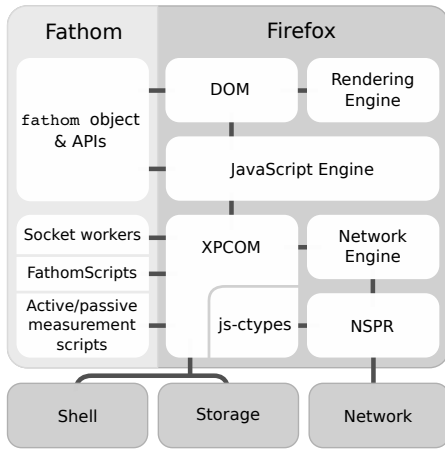 Fathom
Firefox
fathom object
& APIs
DOM
Rendering
Engine
JavaScript Engine
Socket workers
FathomScripts
Active/passive
measurement
scripts
XPCOM
Network
Engine
js-ctypes
NSPR
Shell
Storage
Network